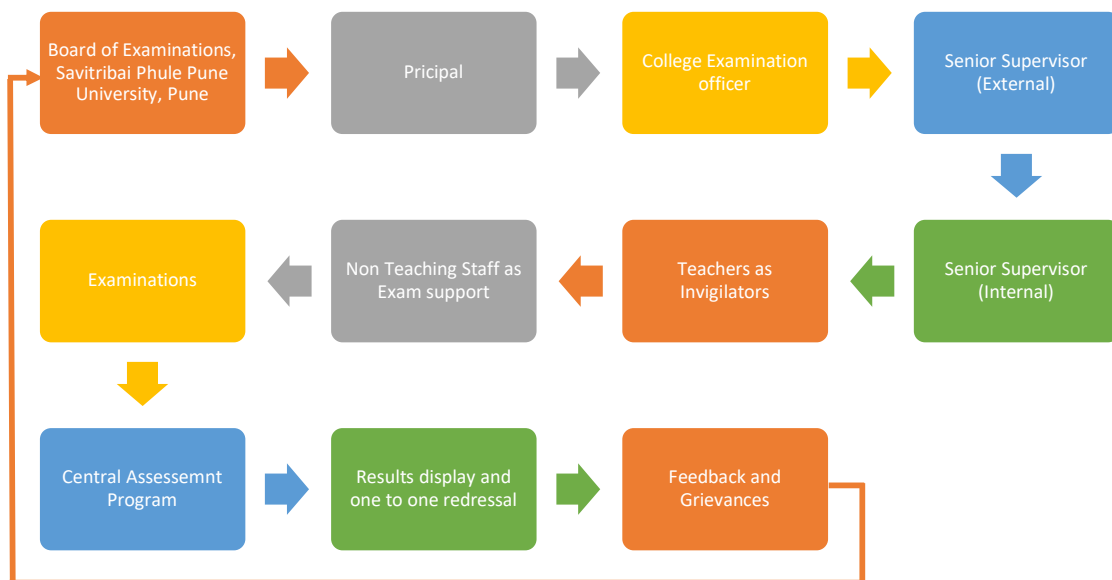 Board of Examinations,
Savitribai Phule Pune
University, Pune
Pricipal
College Examination
officer
Senior Supervisor
(External)
Senior Supervisor
(Internal)
Teachers as
Invigilators
Non Teaching Staff as
Exam support
Examinations
Central Assessemnt
Program
Results display and
one to one redressal
Feedback and
Grievances